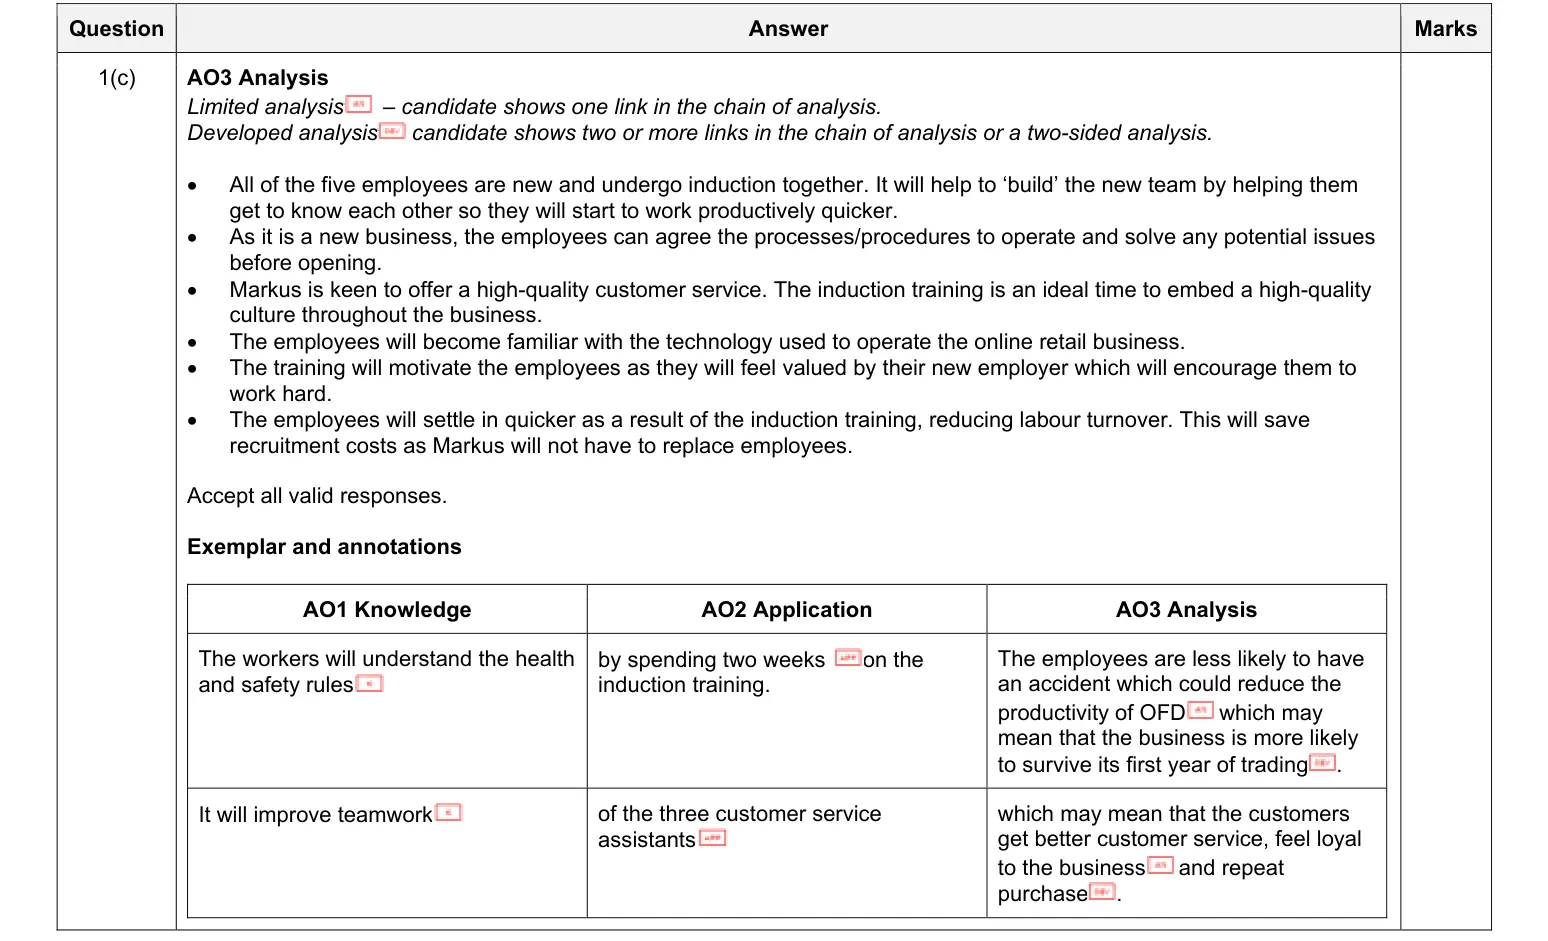 Question Answer Marks
1(c) AO3 Analysis
Limited analysis – candidate shows one link in the chain of analysis.
Developed analysis candidate shows two or more links in the chain of analysis or a two-sided analysis.
• All of the five employees are new and undergo induction together. It will help to ‘build’ the new team by helping them
get to know each other so they will start to work productively quicker.
• As it is a new business, the employees can agree the processes/procedures to operate and solve any potential issues
before opening.
• Markus is keen to offer a high-quality customer service. The induction training is an ideal time to embed a high-quality
culture throughout the business.
• The employees will become familiar with the technology used to operate the online retail business.
• The training will motivate the employees as they will feel valued by their new employer which will encourage them to
work hard.
• The employees will settle in quicker as a result of the induction training, reducing labour turnover. This will save
recruitment costs as Markus will not have to replace employees.
Accept all valid responses.
Exemplar and annotations
AO1 Knowledge AO2 Application AO3 Analysis
The workers will understand the health
and safety rules
by spending two weeks on the
induction training.
The employees are less likely to have
an accident which could reduce the
productivity of OFD which may
mean that the business is more likely
to survive its first year of trading.
It will improve teamwork
of the three customer service
assistants
which may mean that the customers
get better customer service, feel loyal
to the business and repeat
purchase.